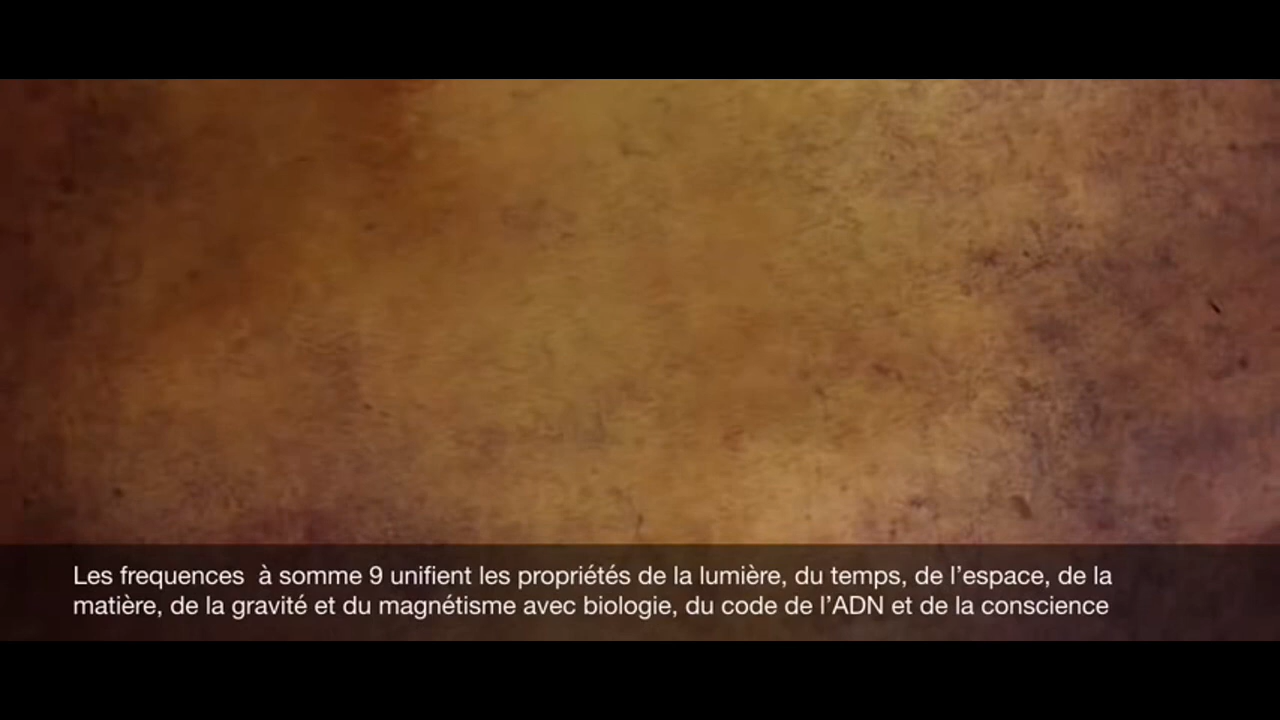 Les frequences  à somme 9 unifient les propriétés de la lumière, du temps, de l’espace, de la
matière, de la gravité et du magnétisme avec biologie, du code de l’ADN et de la conscience